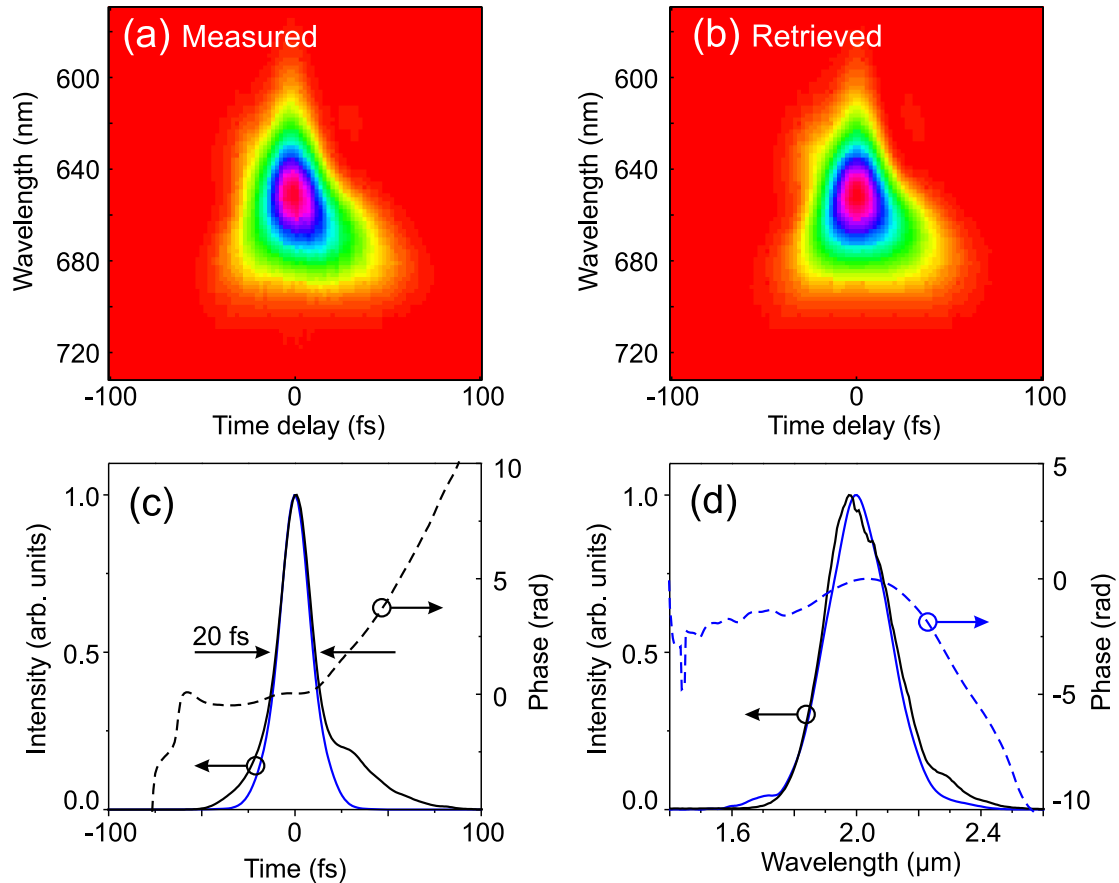 (a) Measured
Wavelength (nm)
600
640
680
720
-100
0
100
Time delay (fs)
(b) Retrieved
Wavelength (nm)
600
640
680
720
-100
0
100
Time delay (fs)
(c)
Intensity (arb. units)
1.0
0.5
0.0
20 fs
10
5
0
Phase (rad)
-100
0
100
Time (fs)
(d)
Intensity (arb. units)
1.0
0.5
0.0
5
0
-5
-10
Phase (rad)
1.6
2.0
2.4
Wavelength (μm)